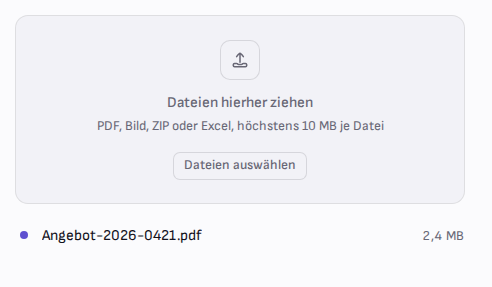 Dateien hierher ziehen
PDF, Bild, ZIP oder Excel, höchstens 10 MB je Datei
Dateien auswählen
Angebot-2026-0421.pdf 2,4 MB